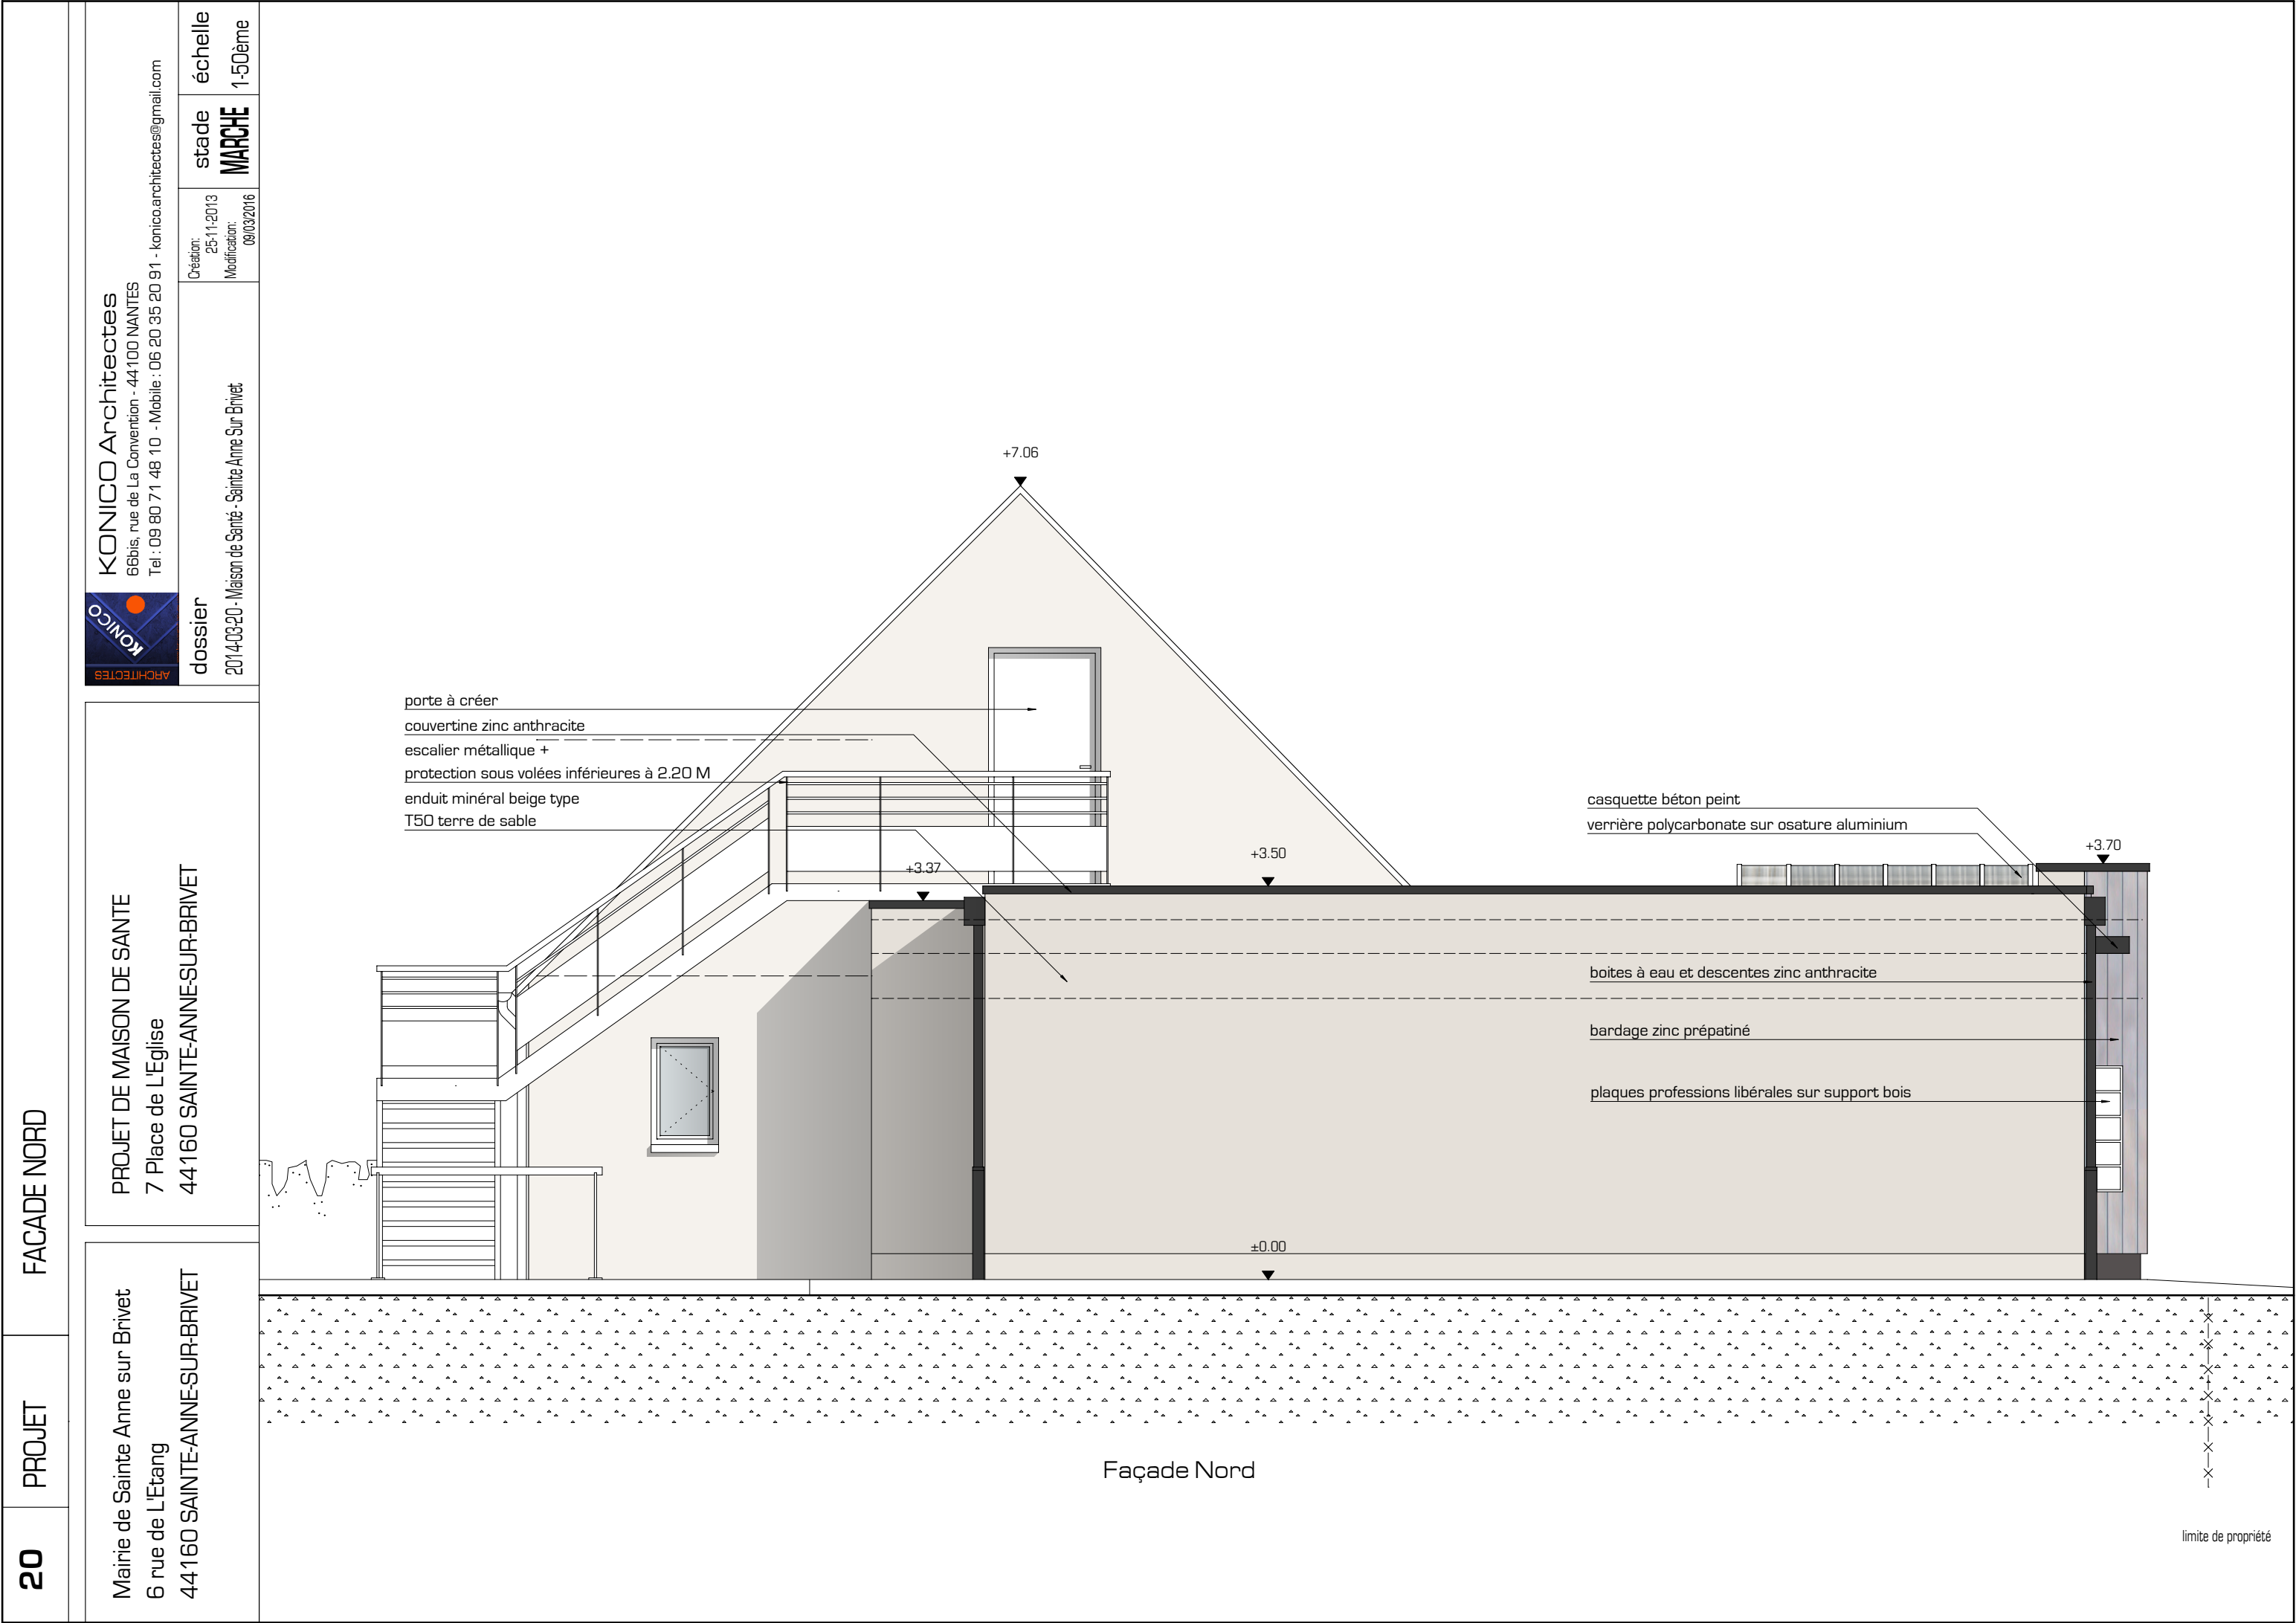 20
PROJET
FACADE NORD
Mairie de Sainte Anne sur Brivet
6 rue de L'Etang
44160 SAINTE-ANNE-SUR-BRIVET
PROJET DE MAISON DE SANTE
7 Place de L'Eglise
44160 SAINTE-ANNE-SUR-BRIVET
KONICO
ARCHITECTES
KONICO Architectes
66bis, rue de La Convention - 44100 NANTES
Tel : 09 80 71 48 10 - Mobile : 06 20 35 20 91 - konico.architectes@gmail.com
dossier
2014-03-20 - Maison de Santé - Sainte Anne Sur Brivet
Création:
25-11-2013
Modification:
09/03/2016
stade
MARCHE
échelle
1-50ème
+7.06
porte à créer
couvertine zinc anthracite
escalier métallique +
protection sous volées inférieures à 2.20 M
enduit minéral beige type
T50 terre de sable
+3.37
+3.50
casquette béton peint
verrière polycarbonate sur osature aluminium
+3.70
boites à eau et descentes zinc anthracite
bardage zinc prépatiné
plaques professions libérales sur support bois
±0.00
Façade Nord
limite de propriété